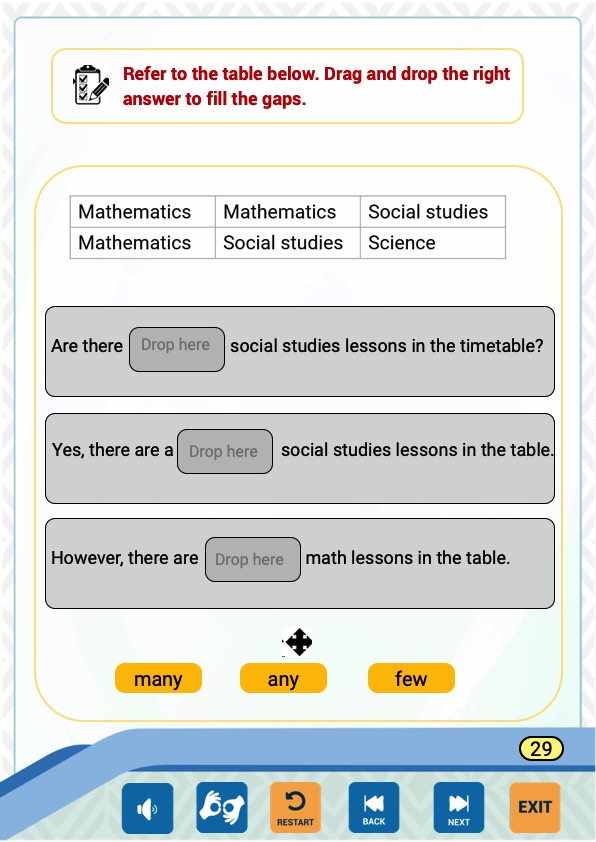 Refer to the table below. Drag and drop the right
answer to fill the gaps.
Mathematics Mathematics Social studies
Mathematics Social studies Science
Are there Drop here social studies lessons in the timetable?
Yes, there are a Drop here social studies lessons in the table.
However, there are Drop here math lessons in the table.
many any few
29
RESTART BACK NEXT EXIT